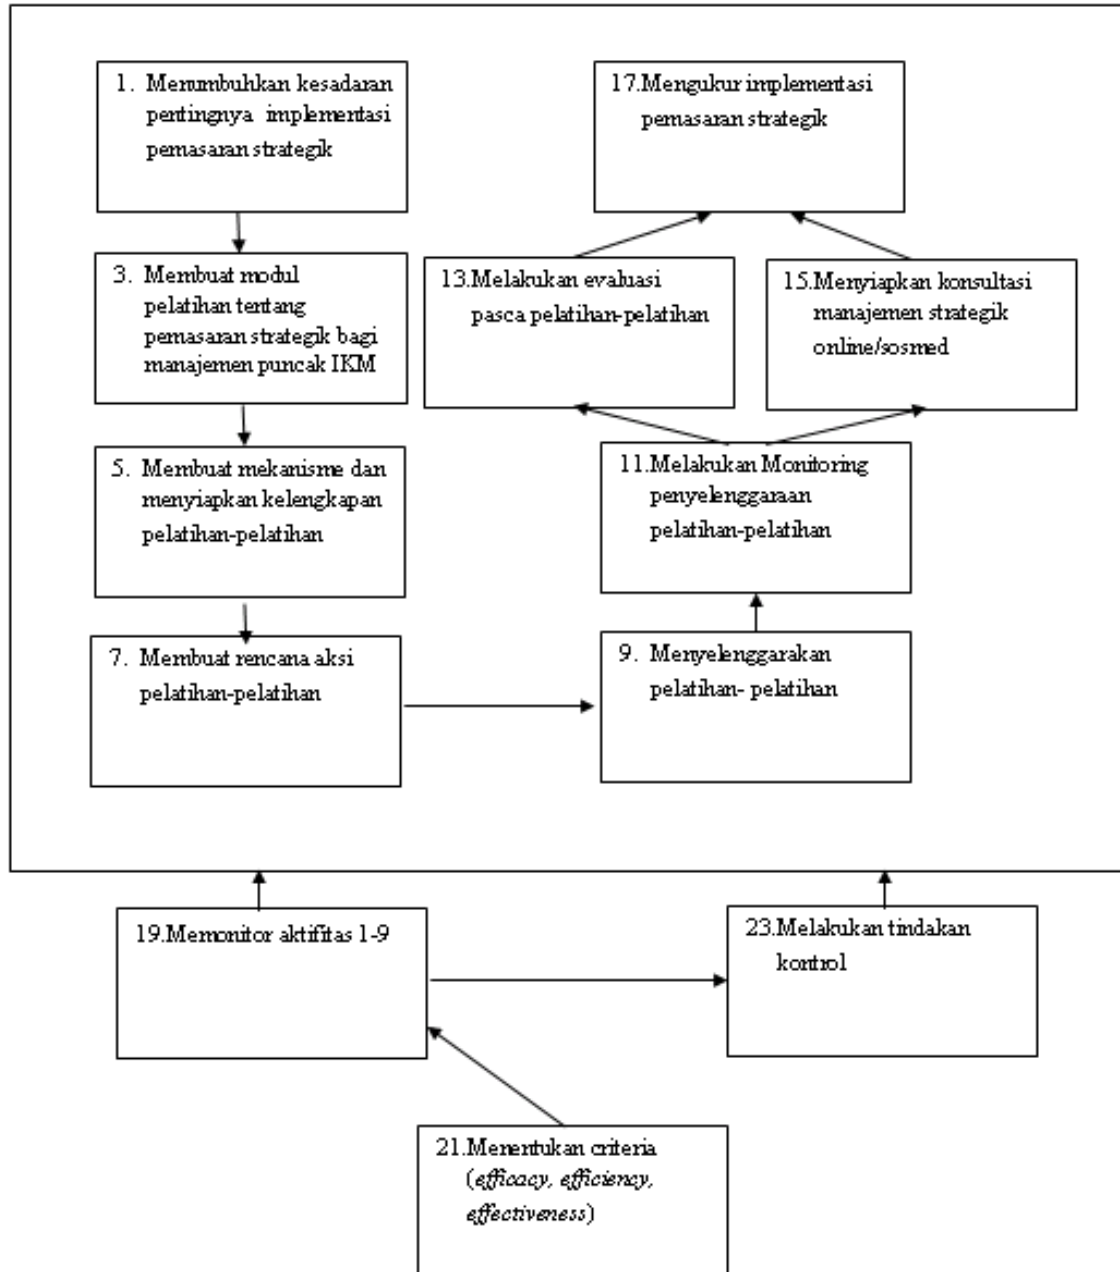 1. Menumbuhkan kesadaran
pentingnya implementasi
pemasaran strategik
3. Membuat modul
pelatihan tentang
pemasaran strategik bagi
manajemen puncak IKM
5. Membuat mekanisme dan
menyiapkan kelengkapan
pelatihan-pelatihan
7. Membuat rencana aksi
pelatihan-pelatihan
9. Menyelenggarakan
pelatihan- pelatihan
11.Melakukan Monitoring
penyelenggaraan
pelatihan-pelatihan
13.Melakukan evaluasi
pasca pelatihan-pelatihan
15.Menyiapkan konsultasi
manajemen strategik
online/sosmed
17.Mengukur implementasi
pemasaran strategik
19.Memonitor aktifitas 1-9
23.Melakukan tindakan
kontrol
21.Menentukan criteria
(efficacy, efficiency,
effectiveness)